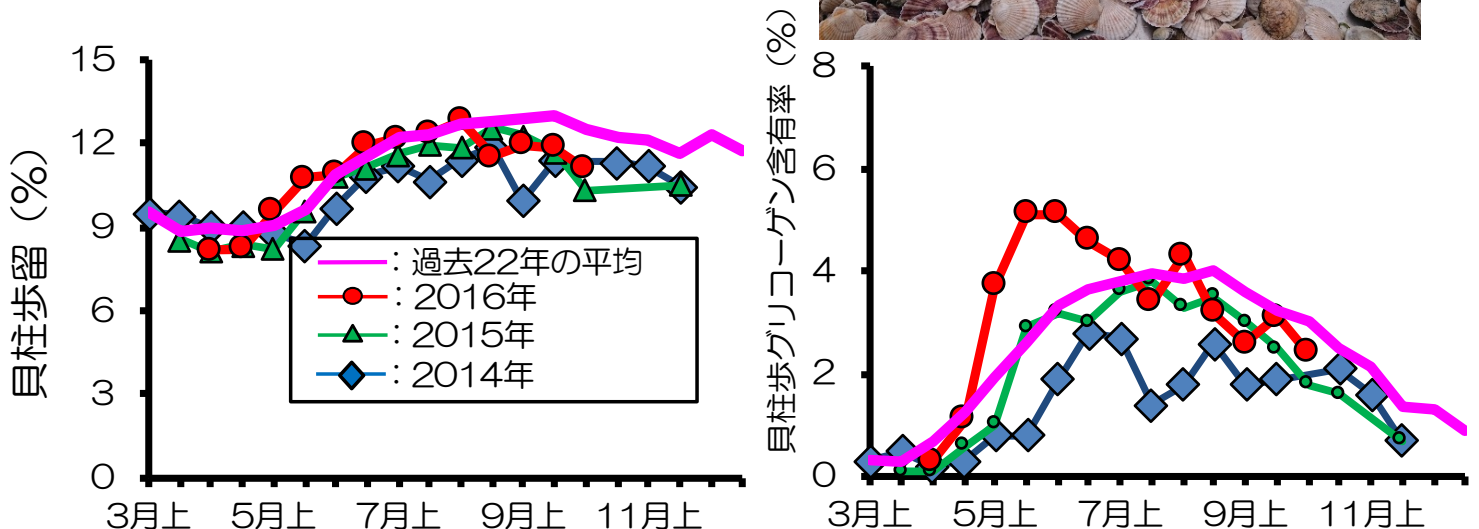 貝柱歩留（%）
15
12
9
6
3
0
3月上 5月上 7月上 9月上 11月上
：過去22年の平均
：2016年
：2015年
：2014年
貝柱歩グリコーゲン含有率（%）
8
6
4
2
0
3月上 5月上 7月上 9月上 11月上